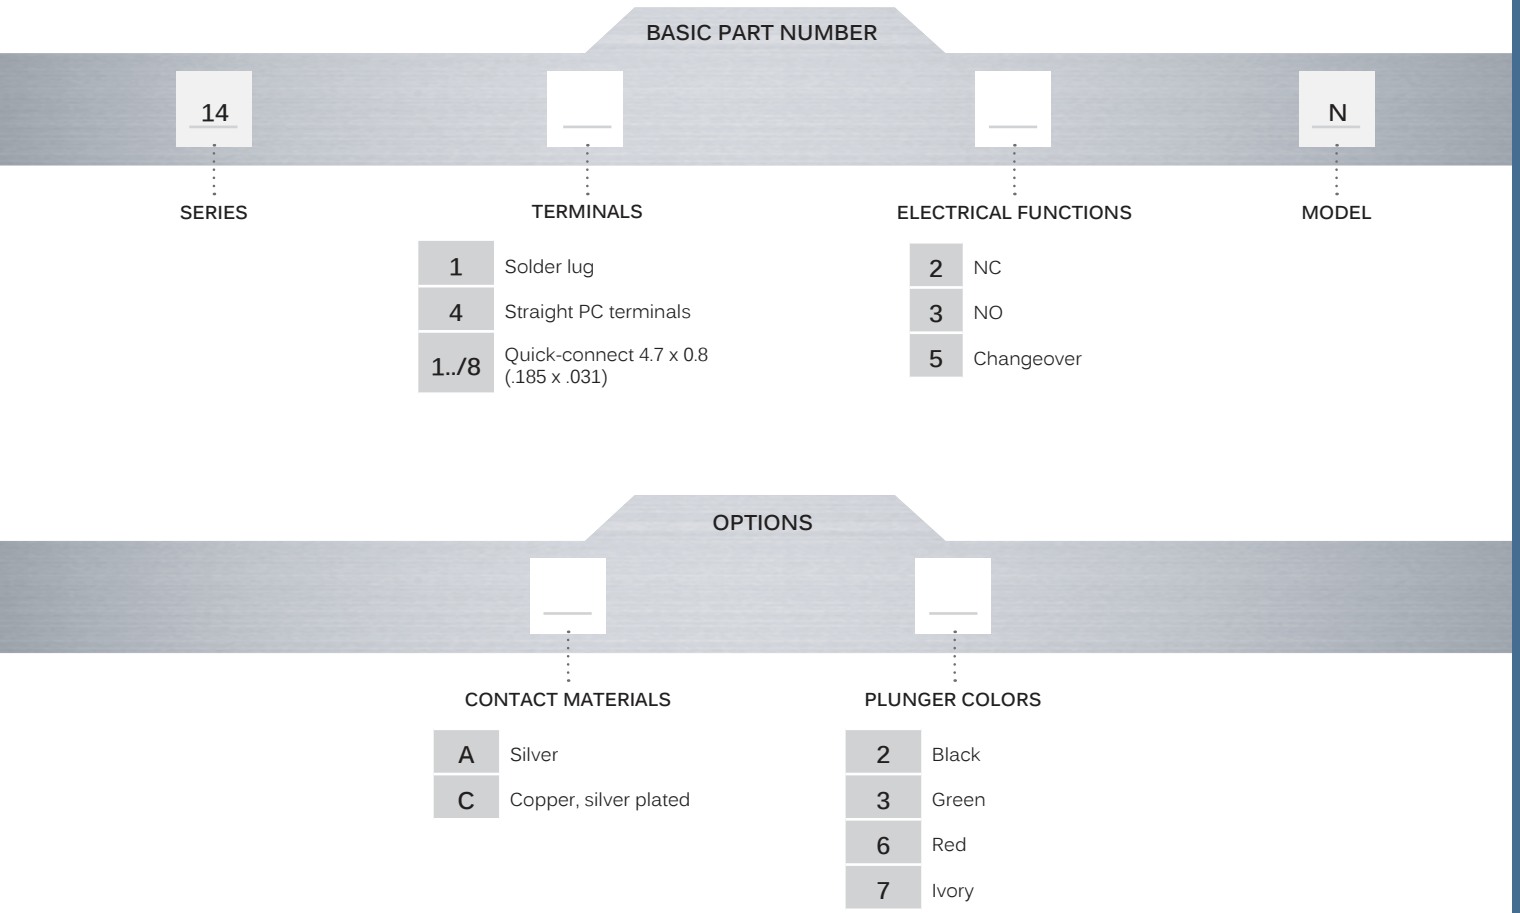 BASIC PART NUMBER
14
N
SERIES
TERMINALS
ELECTRICAL FUNCTIONS
MODEL
1 Solder lug
4 Straight PC terminals
1../8 Quick-connect 4.7 x 0.8
(.185 x .031)
2 NC
3 NO
5 Changeover
OPTIONS
CONTACT MATERIALS
PLUNGER COLORS
A Silver
C Copper, silver plated
2 Black
3 Green
6 Red
7 Ivory